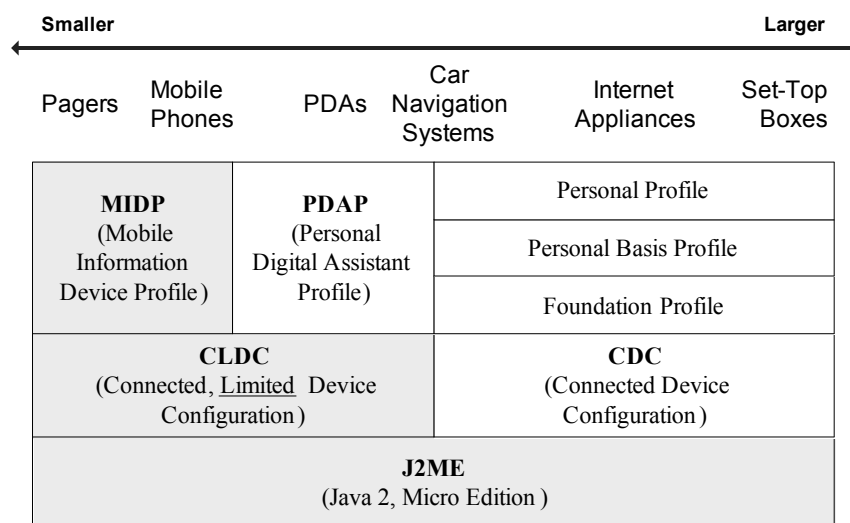 Smaller Larger
Pagers
Mobile
Phones
PDAs
Car
Navigation
Systems
Internet
Appliances
Set-Top
Boxes
MIDP
(Mobile
Information
Device Profile)
PDAP
(Personal
Digital Assistant
Profile)
Personal Profile
Personal Basis Profile
Foundation Profile
CLDC
(Connected, Limited Device
Configuration)
CDC
(Connected Device
Configuration)
J2ME
(Java 2, Micro Edition)